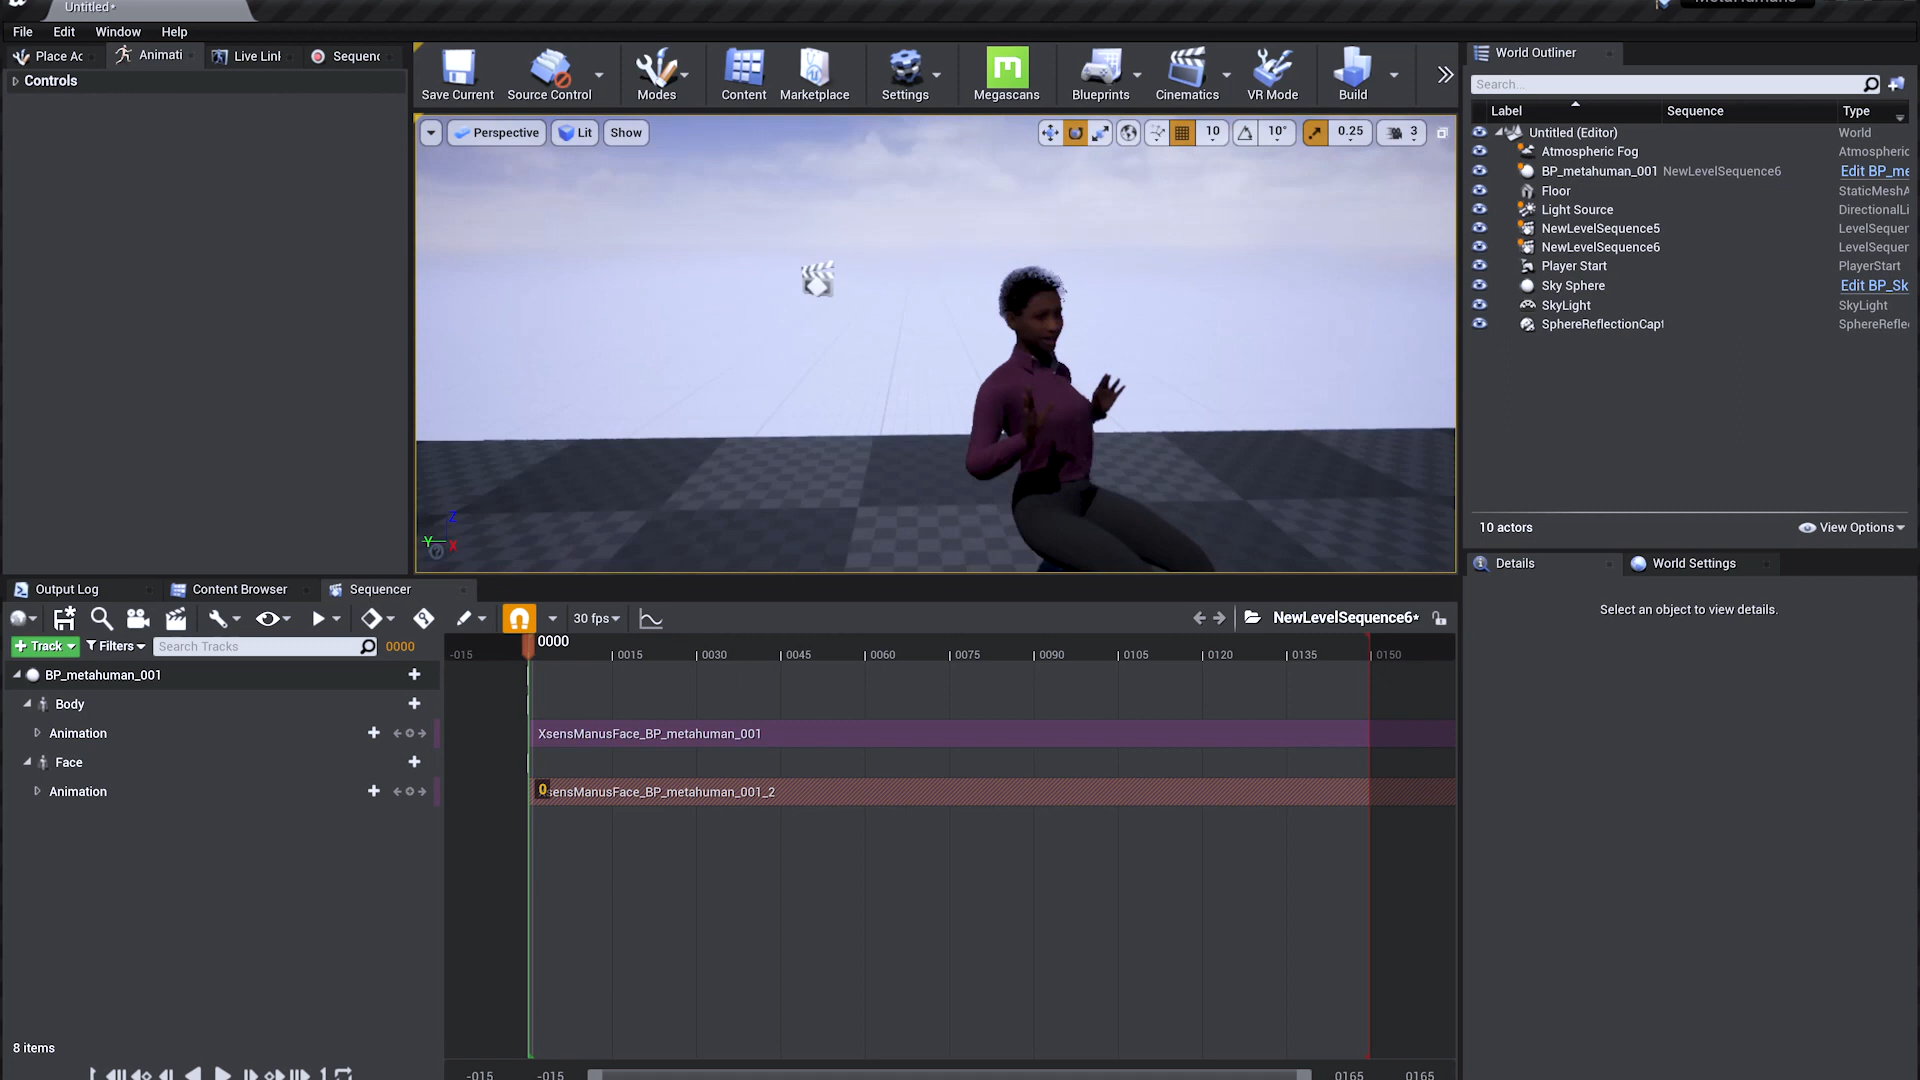 Untitled*
File Edit Window Help
Place Ac Animati Live Linl Sequenc
Controls
Save Current Source Control Modes Content Marketplace Settings Megascans Blueprints Cinematics VR Mode Build
Perspective Lit Show
10 10° 0.25 3
Z
Y X
World Outliner
Search...
Label Sequence Type
Untitled (Editor) World
Atmospheric Fog Atmospheric
BP_metahuman_001 NewLevelSequence6 Edit BP_me
Floor StaticMeshA
Light Source DirectionalLi
NewLevelSequence5 LevelSequer
NewLevelSequence6 LevelSequer
Player Start PlayerStart
Sky Sphere Edit BP_Sk
SkyLight SkyLight
SphereReflectionCapt SphereRefle
10 actors View Options
Details World Settings
Select an object to view details.
Output Log Content Browser Sequencer
30 fps NewLevelSequence6*
Track Filters Search Tracks 0000
0000
-015 0015 0030 0045 0060 0075 0090 0105 0120 0135 0150
BP_metahuman_001
Body
Animation XsensManusFace_BP_metahuman_001
Face
Animation 0 sensManusFace_BP_metahuman_001_2
8 items
-015 -015 0165 0165